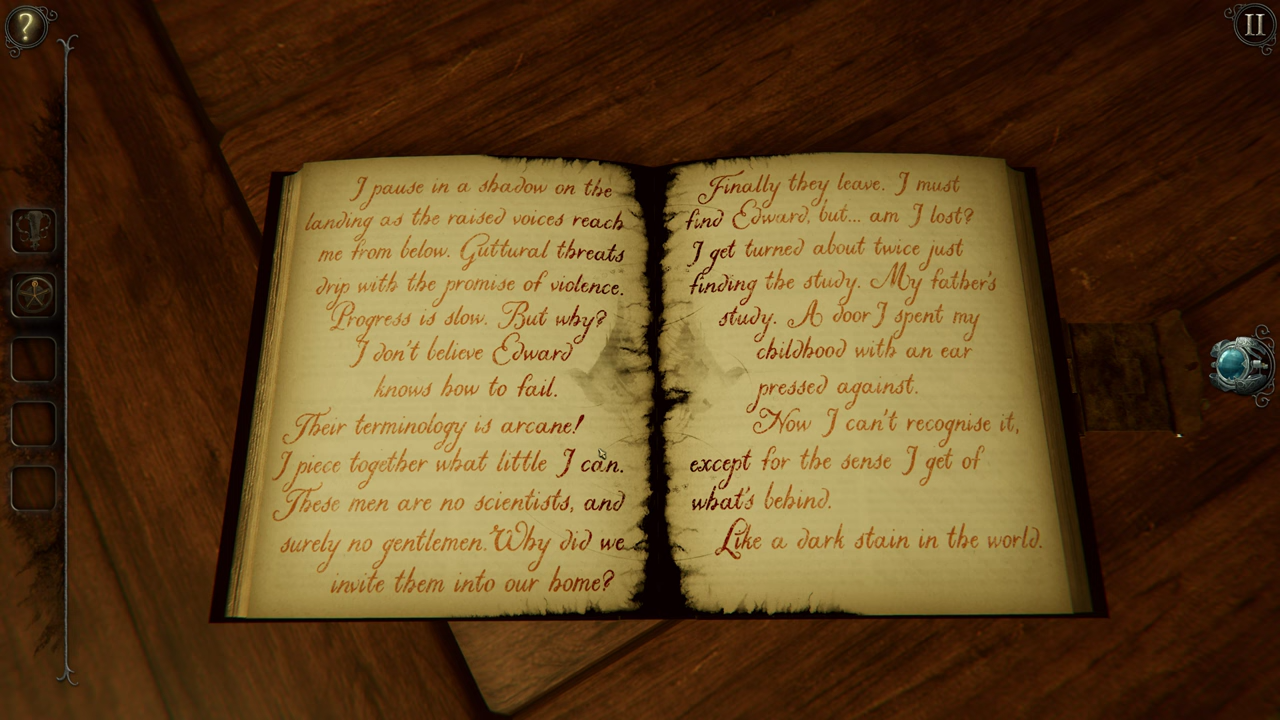 ?
I pause in a shadow on the
landing as the raised voices reach
me from below. Guttural threats
drip with the promise of violence.
Progress is slow. But why?
I don't believe Edward
knows how to fail.
Their terminology is arcane!
I piece together what little I can.
These men are no scientists, and
surely no gentlemen. Why did we
invite them into our home?
Finally they leave. I must
find Edward, but... am I lost?
I get turned about twice just
finding the study. My father's
study. A door I spent my
childhood with an ear
pressed against.
Now I can't recognise it,
except for the sense I get of
what's behind.
Like a dark stain in the world.